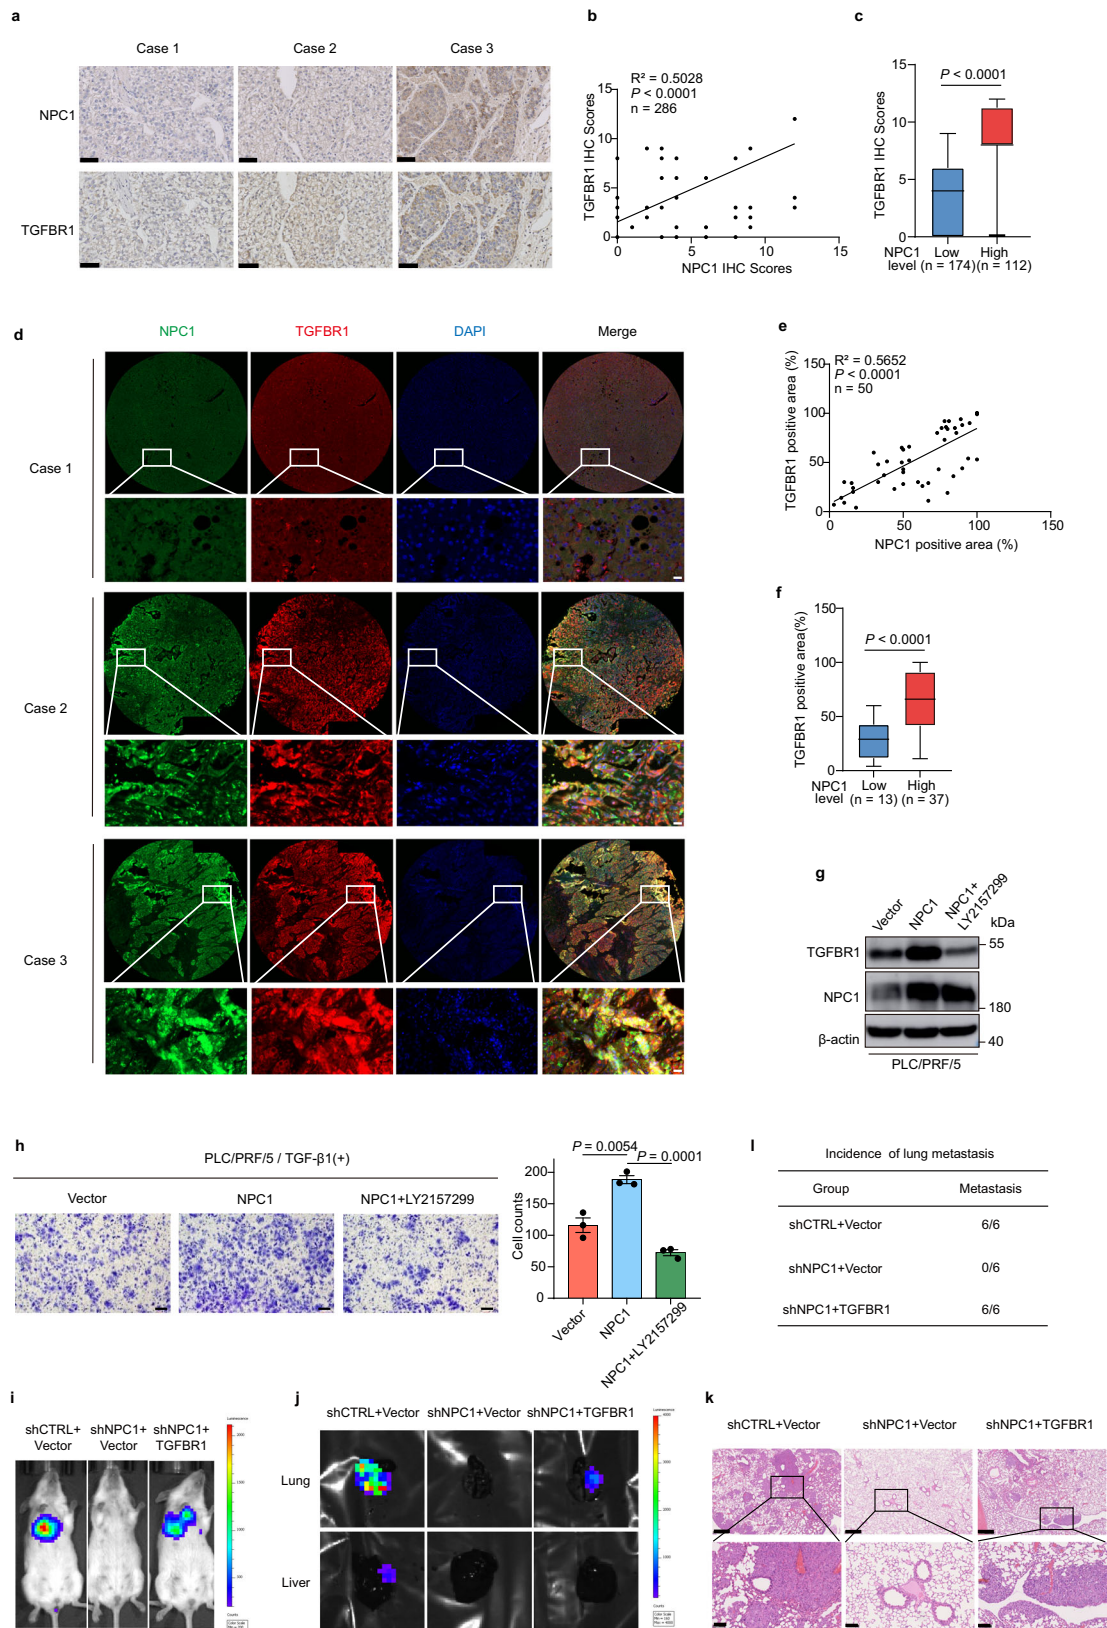 a
Case 1
Case 2
Case 3
NPC1
TGFBR1
b
R² = 0.5028
P < 0.0001
n = 286
TGFBR1 IHC Scores
15
10
5
0
0
5
10
15
NPC1 IHC Scores
c
P < 0.0001
TGFBR1 IHC Scores
15
10
5
0
NPC1 level
Low
High
(n = 174)
(n = 112)
d
NPC1
TGFBR1
DAPI
Merge
Case 1
Case 2
Case 3
e
R² = 0.5652
P < 0.0001
n = 50
TGFBR1 positive area (%)
150
100
50
0
0
50
100
150
NPC1 positive area (%)
f
P < 0.0001
TGFBR1 positive area(%)
150
100
50
0
NPC1 level
Low
High
(n = 13)
(n = 37)
g
Vector
NPC1
NPC1+
LY2157299
kDa
TGFBR1
55
NPC1
180
β-actin
40
PLC/PRF/5
h
PLC/PRF/5 / TGF-β1(+)
Vector
NPC1
NPC1+LY2157299
P = 0.0054
P = 0.0001
Cell counts
200
150
100
50
0
Vector
NPC1
NPC1+LY2157299
l
Incidence of lung metastasis
Group
Metastasis
shCTRL+Vector
6/6
shNPC1+Vector
0/6
shNPC1+TGFBR1
6/6
i
shCTRL+
Vector
shNPC1+
Vector
shNPC1+
TGFBR1
Luminescence
Counts
Color Scale
j
shCTRL+Vector
shNPC1+Vector
shNPC1+TGFBR1
Lung
Liver
Luminescence
Counts
Color Scale
k
shCTRL+Vector
shNPC1+Vector
shNPC1+TGFBR1